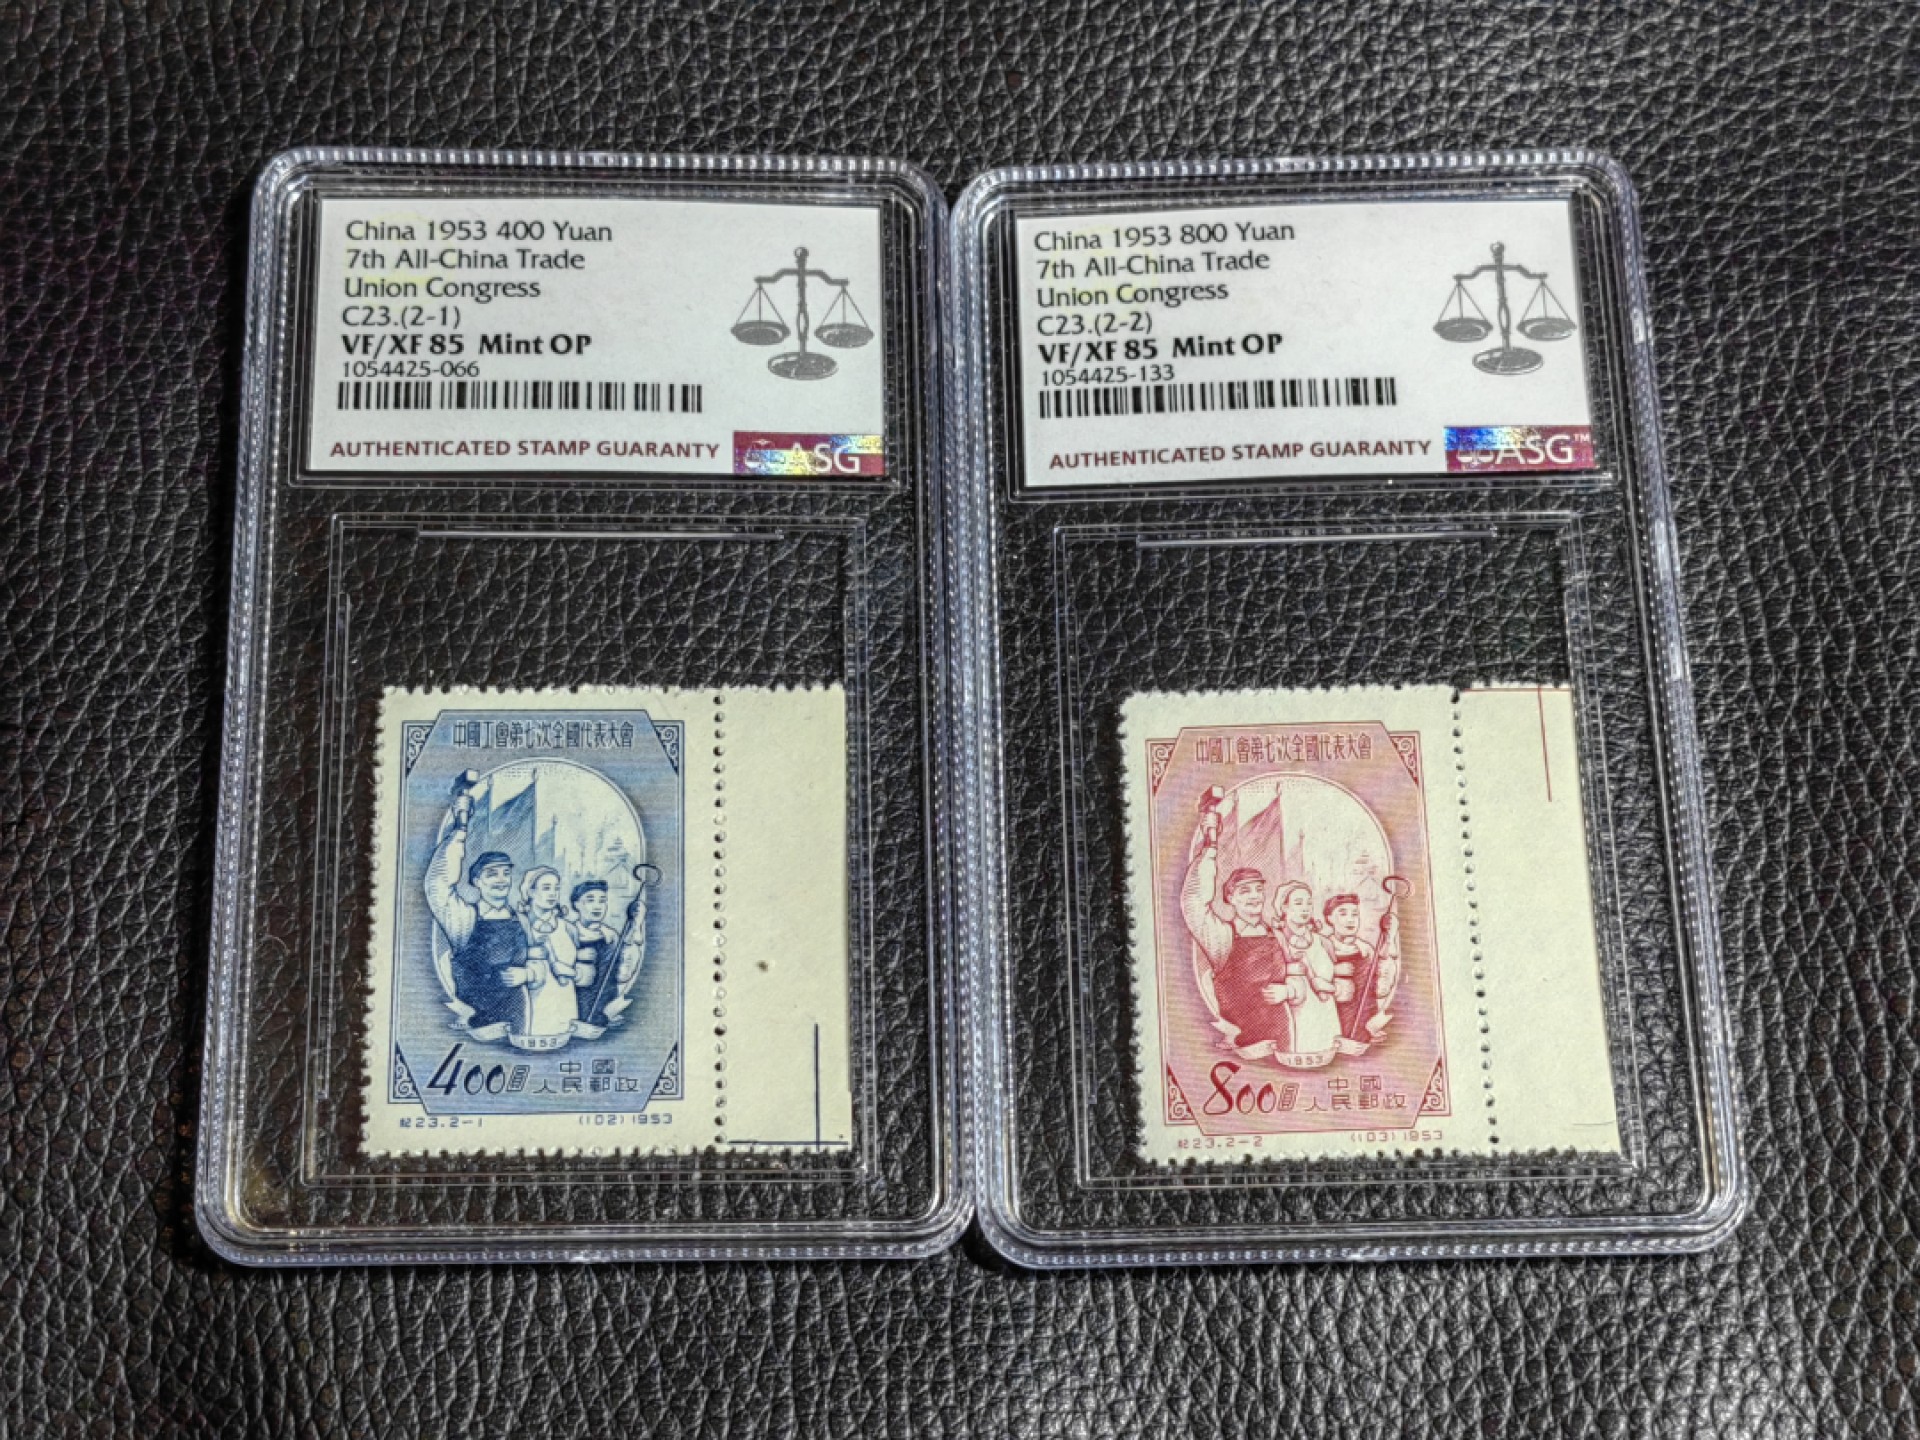 China 1953 400 Yuan
7th All-China Trade
Union Congress
C23.(2-1)
VF/XF 85 Mint OP
1054425-066
AUTHENTICATED STAMP GUARANTY
ASG
中國工會第七次全國代表大會
1953
400圓
中國
人民郵政
紀23.2-1
(102)1953
China 1953 800 Yuan
7th All-China Trade
Union Congress
C23.(2-2)
VF/XF 85 Mint OP
1054425-133
AUTHENTICATED STAMP GUARANTY
ASG™
中國工會第七次全國代表大會
1953
800圓
中國
人民郵政
紀23.2-2
(103)1953